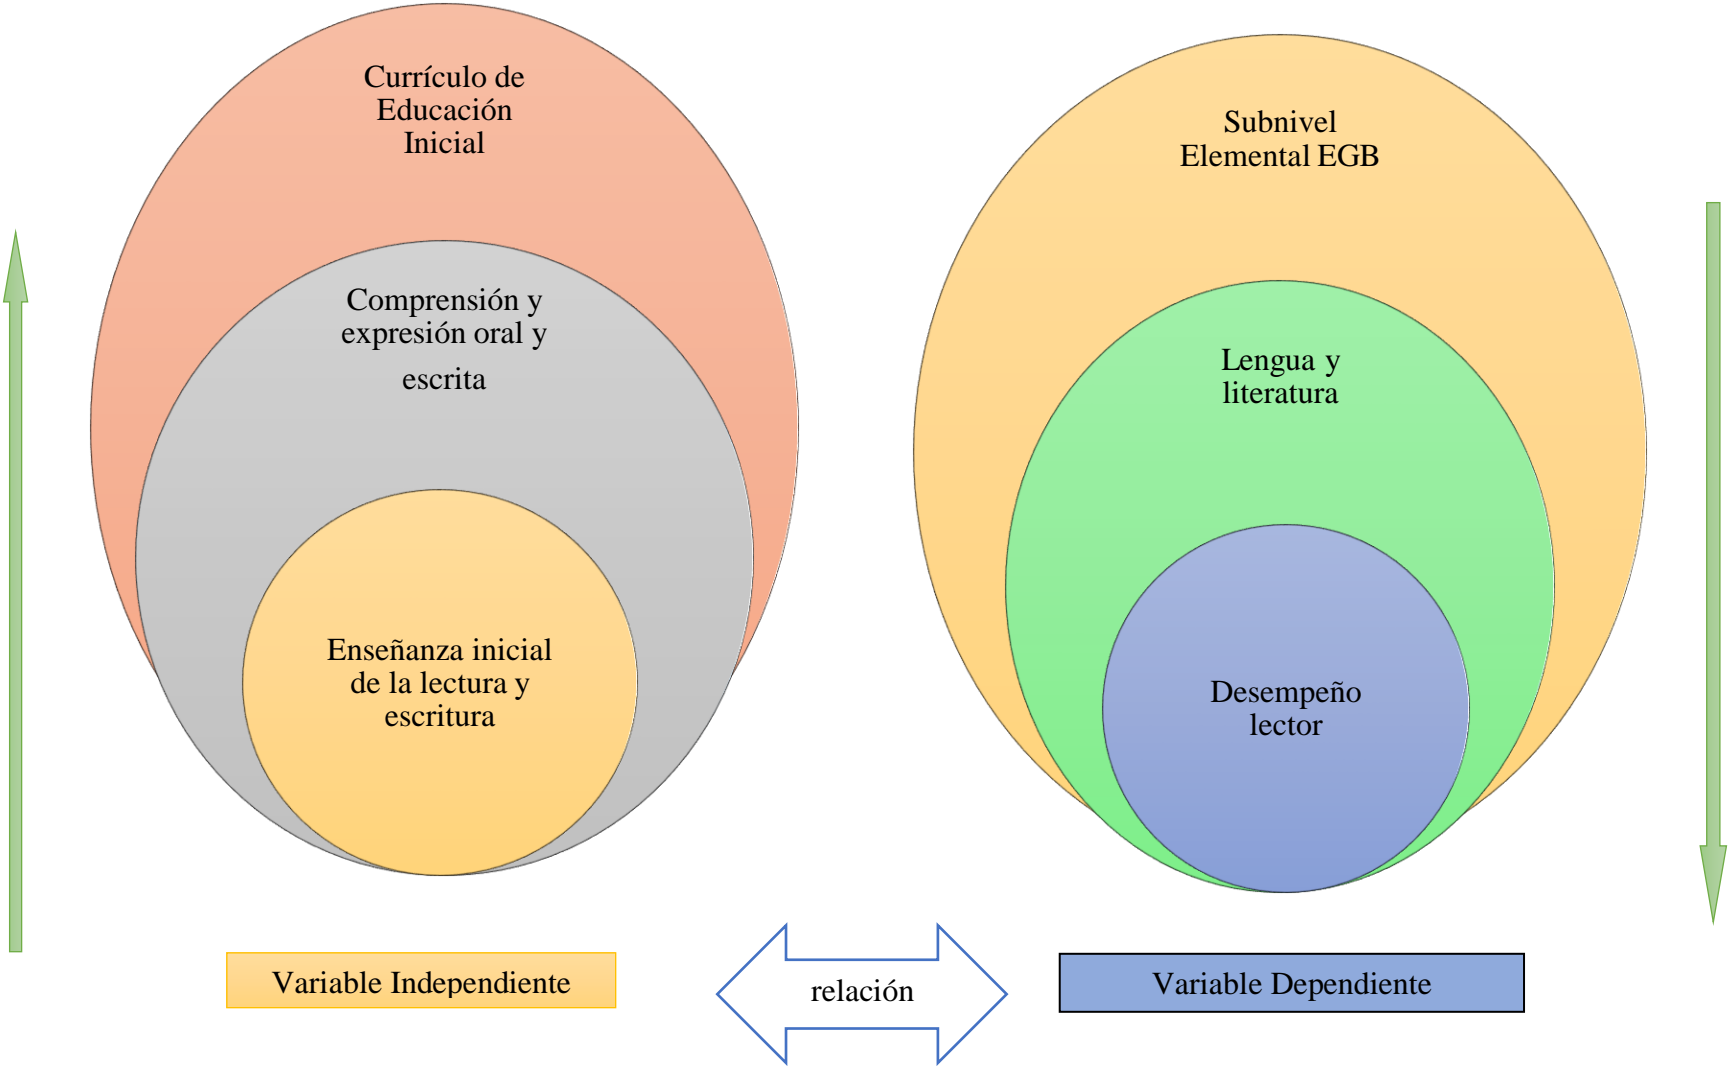 Currículo de
Educación
Inicial
Comprensión y
expresión oral y
escrita
Enseñanza inicial
de la lectura y
escritura
Subnivel
Elemental EGB
Lengua y
literatura
Desempeño
lector
Variable Independiente
relación
Variable Dependiente